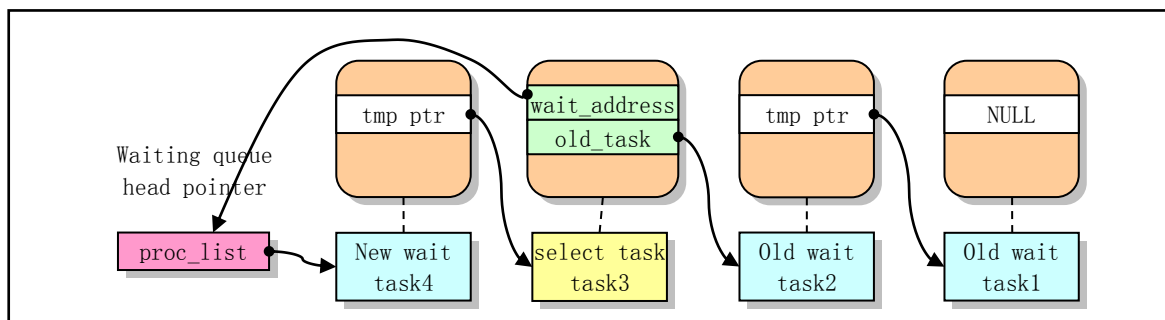 tmp ptr
wait_address
old_task
tmp ptr
NULL
Waiting queue
head pointer
proc_list
New wait
task4
select task
task3
Old wait
task2
Old wait
task1